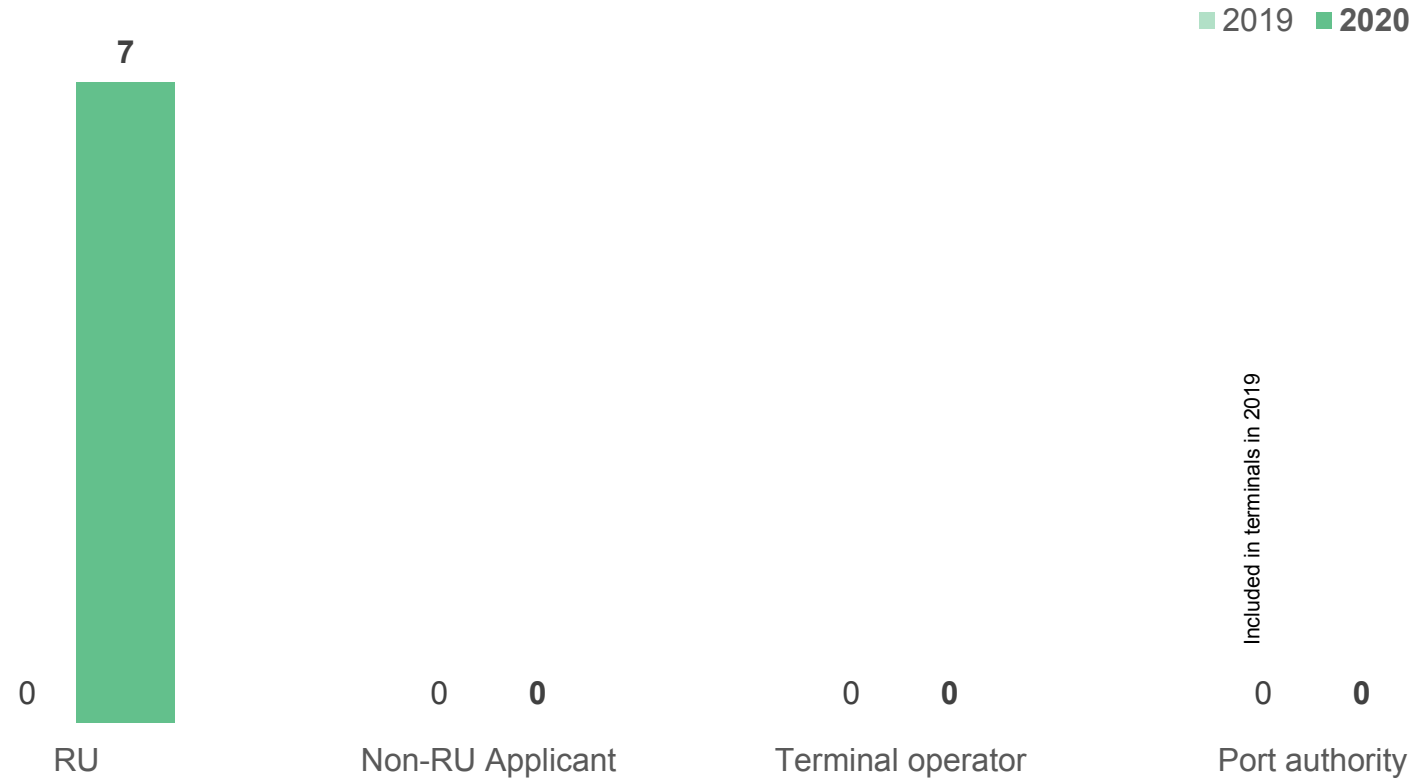 2019 2020
7
Included in terminals in 2019
0 0 0 0 0 0 0
RU Non-RU Applicant Terminal operator Port authority